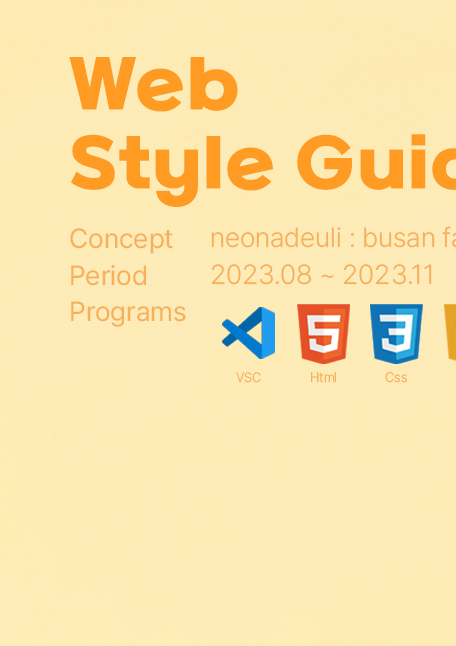 Web
Style Guid
Concept neonadeuli : busan fa
Period 2023.08 ~ 2023.11
Programs
VSC Html Css